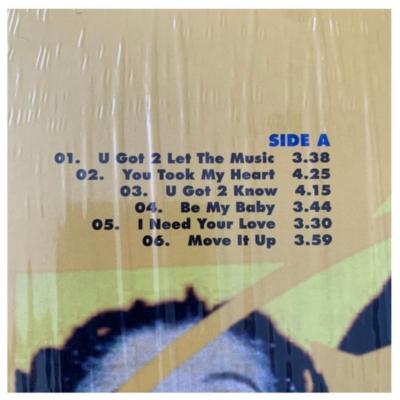 SIDE A
01. U Got 2 Let The Music 3.38
02. You Took My Heart 4.25
03. U Got 2 Know 4.15
04. Be My Baby 3.44
05. I Need Your Love 3.30
06. Move It Up 3.59